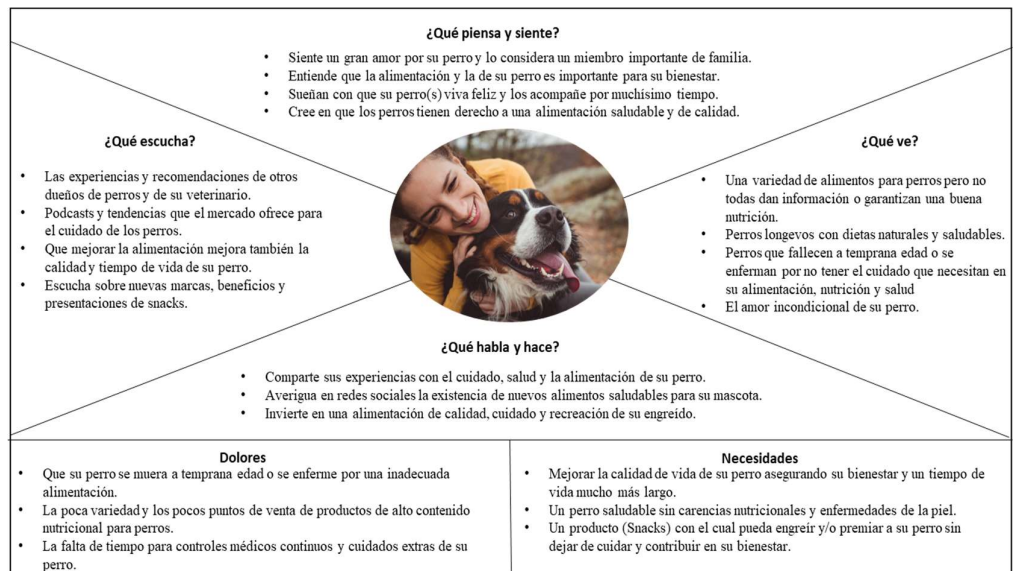 ¿Qué piensa y siente?
• Siente un gran amor por su perro y lo considera un miembro importante de familia.
• Entiende que la alimentación y la de su perro es importante para su bienestar.
• Sueñan con que su perro(s) viva feliz y los acompañe por muchísimo tiempo.
• Cree en que los perros tienen derecho a una alimentación saludable y de calidad.
¿Qué escucha?
• Las experiencias y recomendaciones de otros
dueños de perros y de su veterinario.
• Podcasts y tendencias que el mercado ofrece para
el cuidado de los perros.
• Que mejorar la alimentación mejora también la
calidad y tiempo de vida de su perro.
• Escucha sobre nuevas marcas, beneficios y
presentaciones de snacks.
¿Qué ve?
• Una variedad de alimentos para perros pero no
todas dan información o garantizan una buena
nutrición.
• Perros longevos con dietas naturales y saludables.
• Perros que fallecen a temprana edad o se
enferman por no tener el cuidado que necesitan en
su alimentación, nutrición y salud
• El amor incondicional de su perro.
¿Qué habla y hace?
• Comparte sus experiencias con el cuidado, salud y la alimentación de su perro.
• Averigua en redes sociales la existencia de nuevos alimentos saludables para su mascota.
• Invierte en una alimentación de calidad, cuidado y recreación de su engreído.
Dolores
• Que su perro se muera a temprana edad o se enferme por una inadecuada
alimentación.
• La poca variedad y los pocos puntos de venta de productos de alto contenido
nutricional para perros.
• La falta de tiempo para controles médicos continuos y cuidados extras de su
perro.
Necesidades
• Mejorar la calidad de vida de su perro asegurando su bienestar y un tiempo de
vida mucho más largo.
• Un perro saludable sin carencias nutricionales y enfermedades de la piel.
• Un producto (Snacks) con el cual pueda engreír y/o premiar a su perro sin
dejar de cuidar y contribuir en su bienestar.